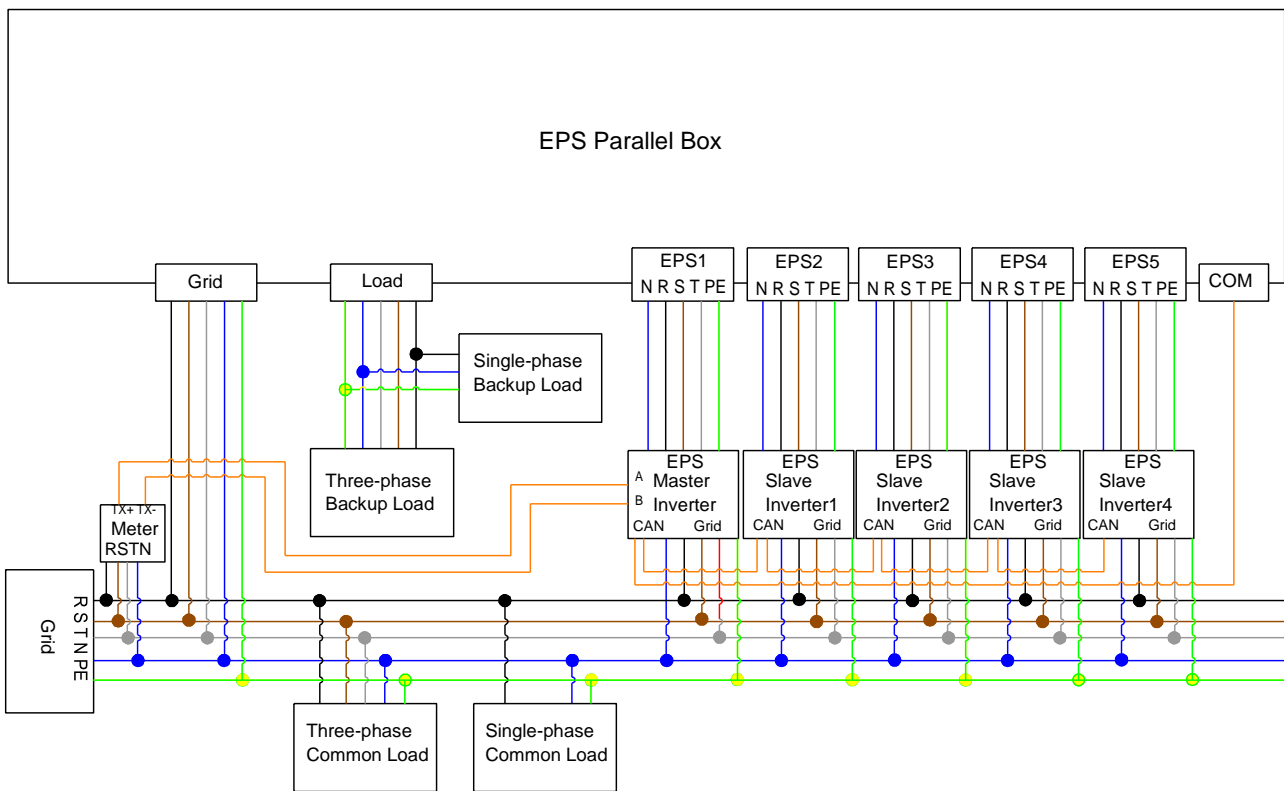 EPS Parallel Box
Grid
Load
EPS1
N R S T PE
EPS2
N R S T PE
EPS3
N R S T PE
EPS4
N R S T PE
EPS5
N R S T PE
COM
Single-phase
Backup Load
Three-phase
Backup Load
TX+ TX-
Meter
RSTN
EPS
A Master
B Inverter
CAN Grid
EPS
Slave
Inverter1
CAN Grid
EPS
Slave
Inverter2
CAN Grid
EPS
Slave
Inverter3
CAN Grid
EPS
Slave
Inverter4
CAN Grid
Grid
R S T N PE
Three-phase
Common Load
Single-phase
Common Load